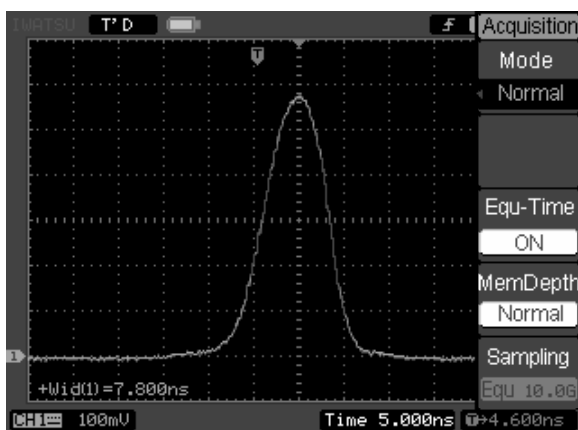 IWATSU T'D
Acquisition
Mode
Normal
Equ-Time
ON
MemDepth
Normal
Sampling
Equ 10.0G
T
1
+Wid(1)=7.800ns
CH1 100mV Time 5.000ns T→4.600ns